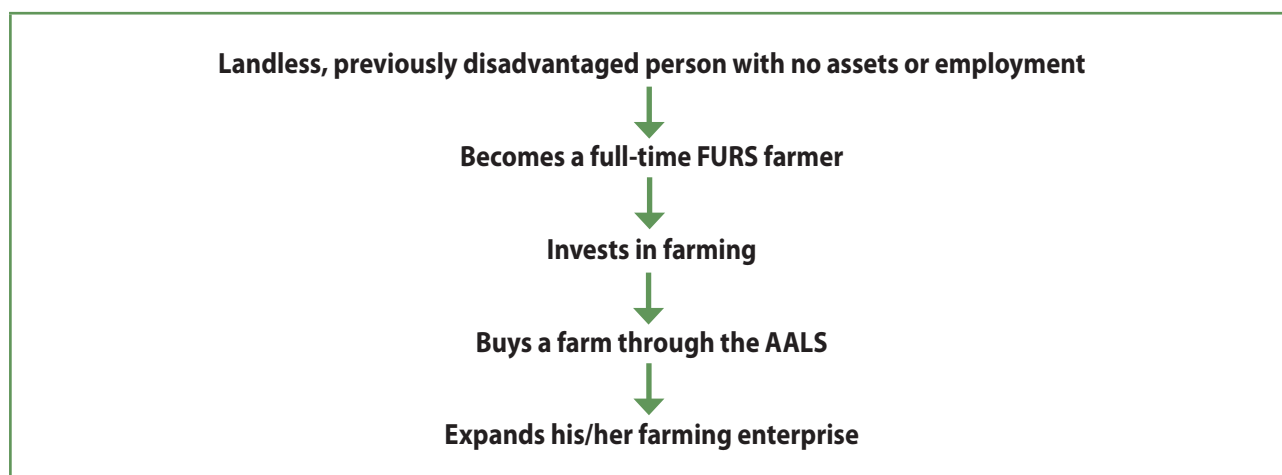 Landless, previously disadvantaged person with no assets or employment
Becomes a full-time FURS farmer
Invests in farming
Buys a farm through the AALS
Expands his/her farming enterprise